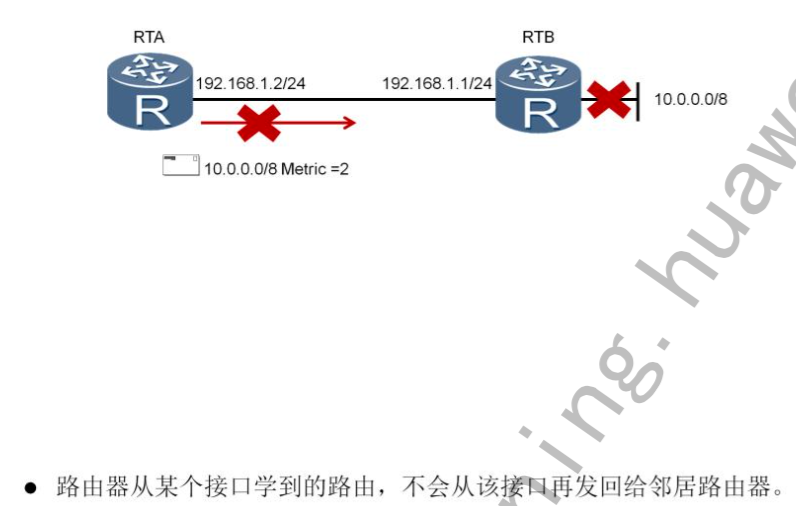 RTA
RTB
192.168.1.2/24
192.168.1.1/24
R
R
10.0.0.0/8
10.0.0.0/8 Metric =2
ning. huawe
● 路由器从某个接口学到的路由，不会从该接口再发回给邻居路由器。